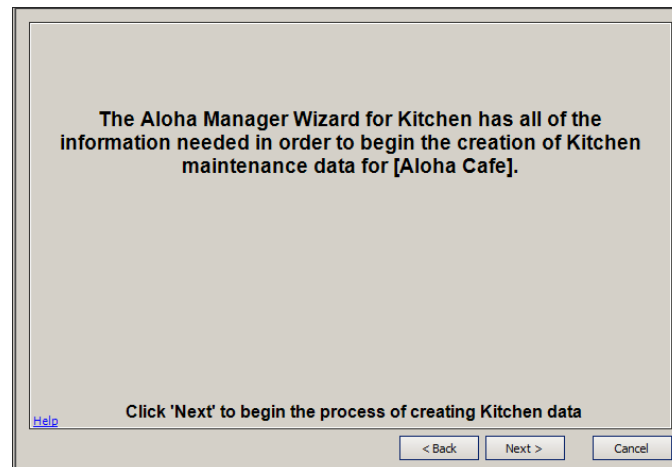 The Aloha Manager Wizard for Kitchen has all of the
information needed in order to begin the creation of Kitchen
maintenance data for [Aloha Cafe].
Click 'Next' to begin the process of creating Kitchen data
Help
< Back
Next >
Cancel